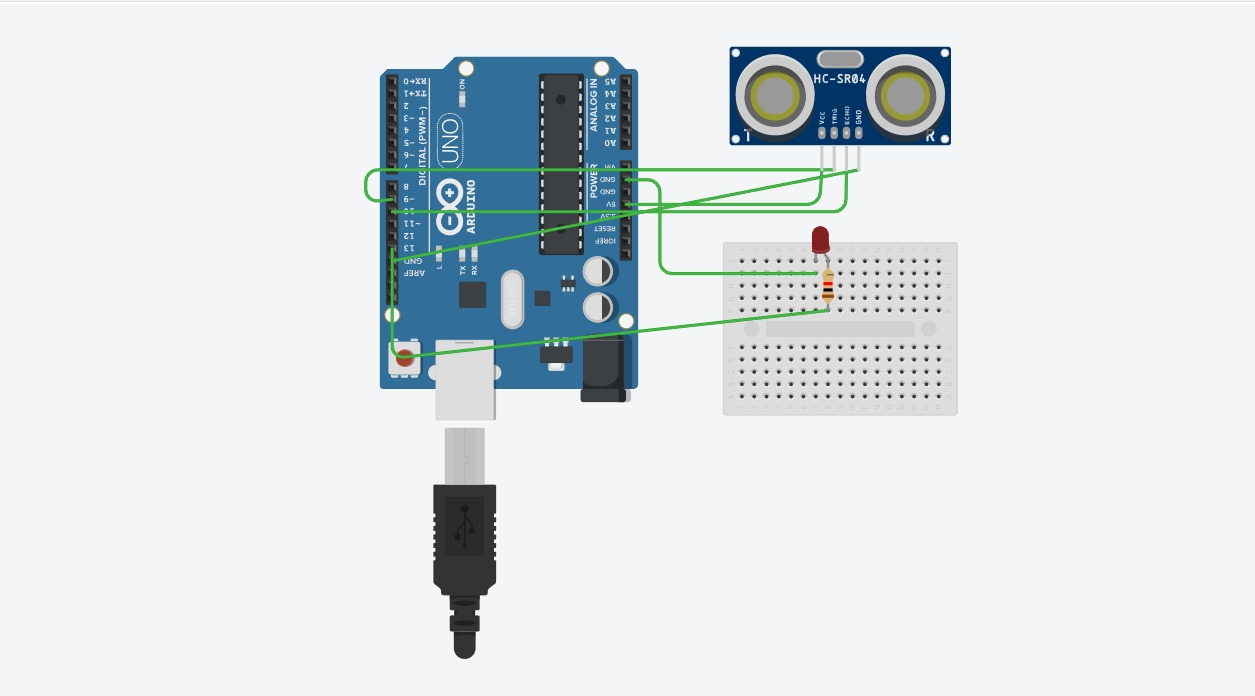 RX←0
TX→1
2
~3
4
~5
~6
7
8
~9
10
~11
12
13
GND
AREF
DIGITAL (PWM~)
ON
UNO
ARDUINO
L
TX
RX
ANALOG IN
A5
A4
A3
A2
A1
A0
POWER
Vin
GND
GND
5V
3.3V
RESET
IOREF
HC-SR04
VCC
TRIG
ECHO
GND
T
R